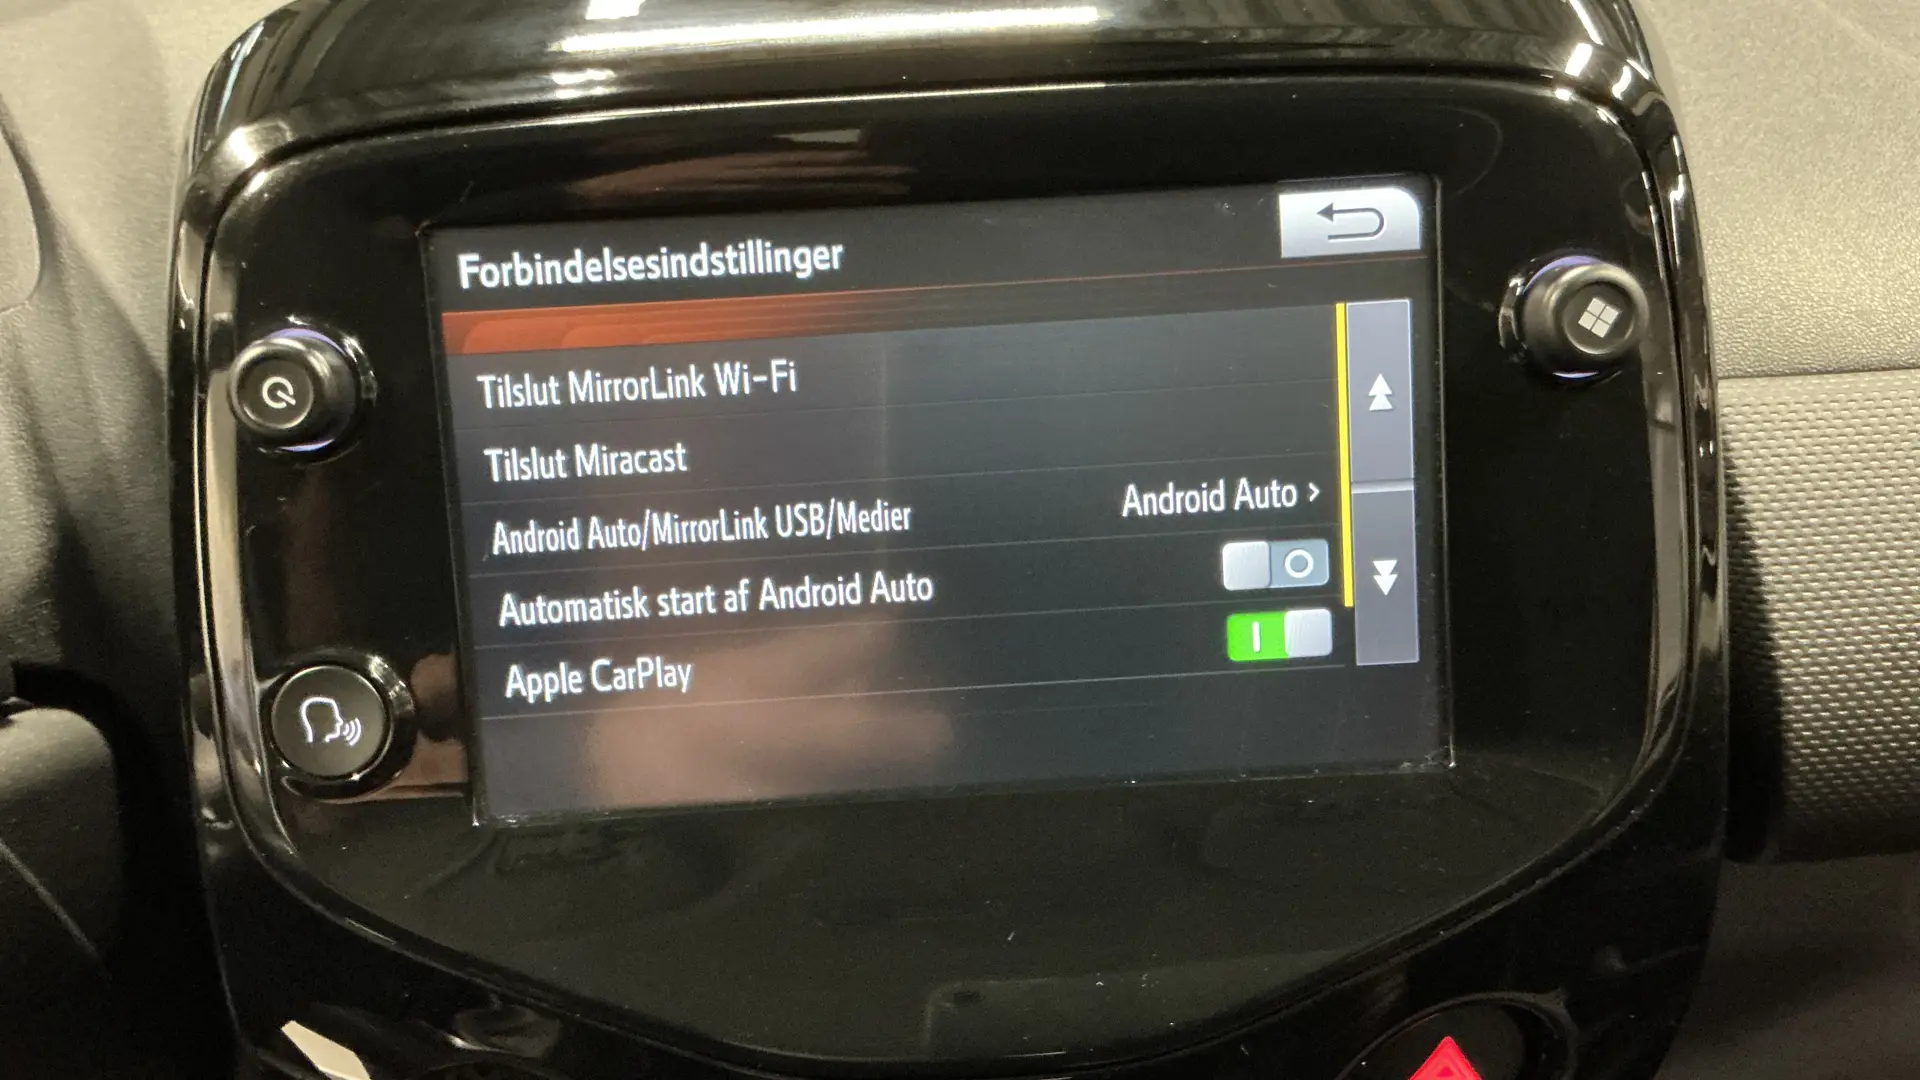 Forbindelsesindstillinger
Tilslut MirrorLink Wi-Fi
Tilslut Miracast
Android Auto/MirrorLink USB/Medier Android Auto >
Automatisk start af Android Auto
Apple CarPlay